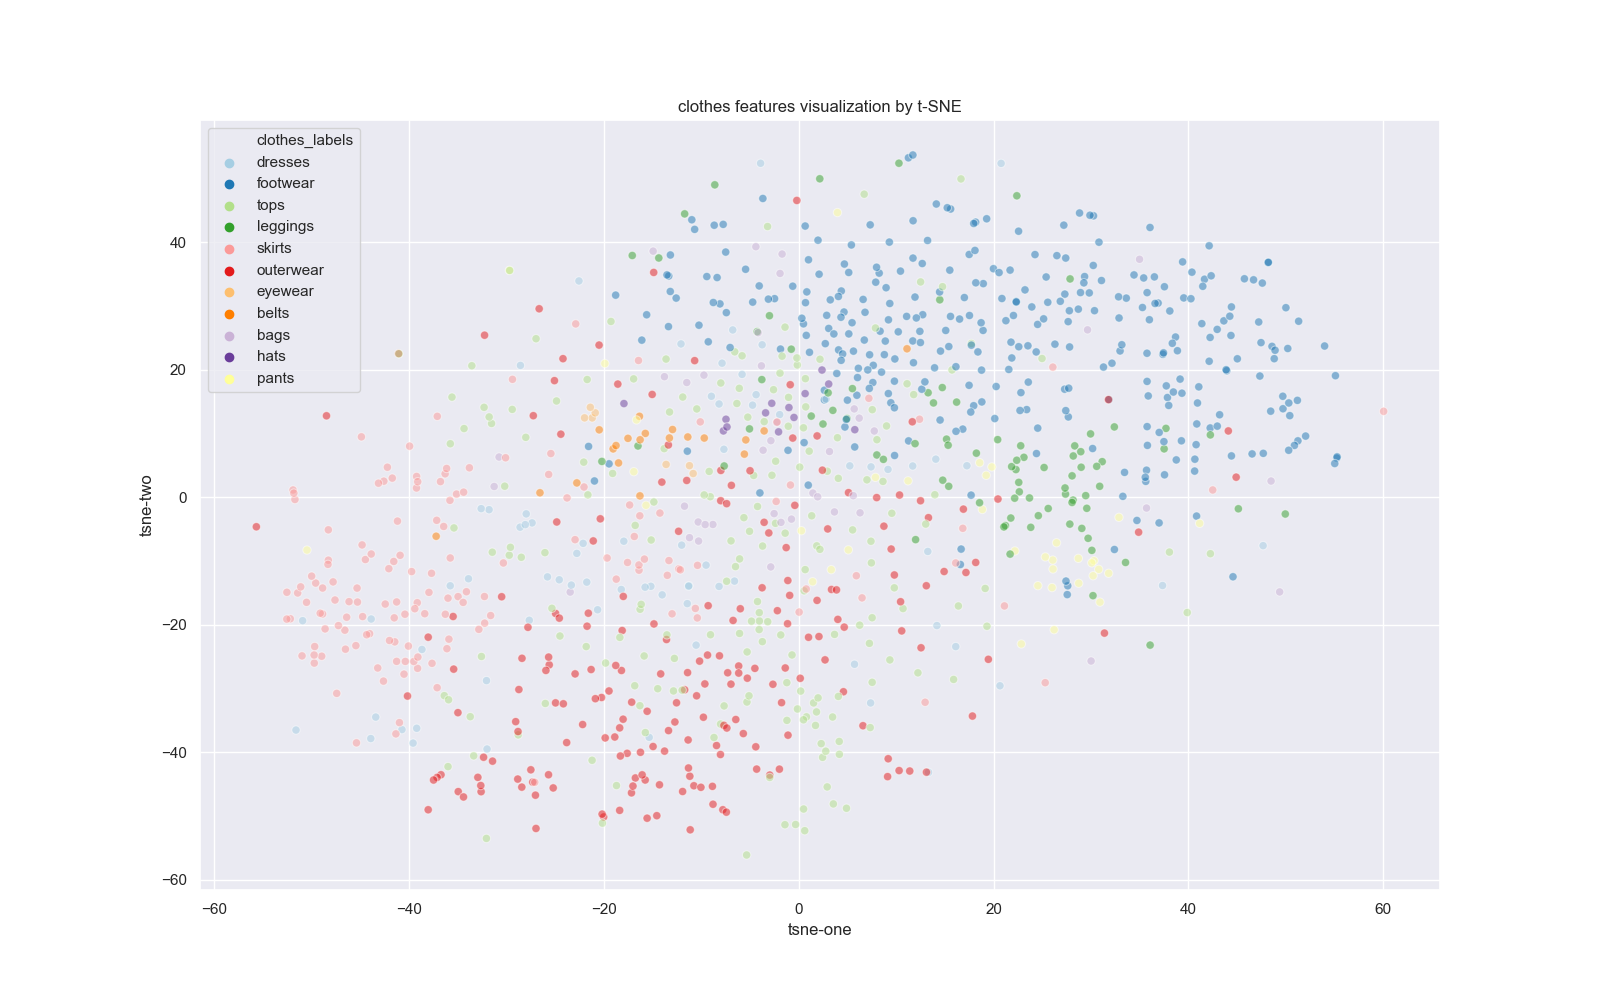 clothes features visualization by t-SNE
clothes_labels
dresses
footwear
tops
leggings
skirts
outerwear
eyewear
belts
bags
hats
pants
40
20
0
−20
−40
−60
tsne-two
−60 −40 −20 0 20 40 60
tsne-one